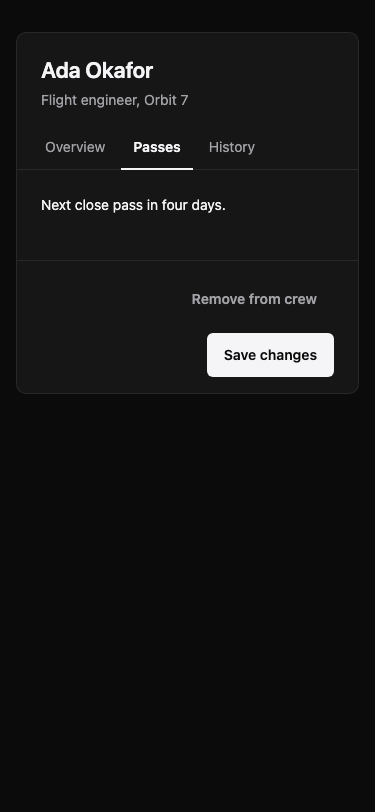 Ada Okafor
Flight engineer, Orbit 7
Overview Passes History
Next close pass in four days.
Remove from crew
Save changes